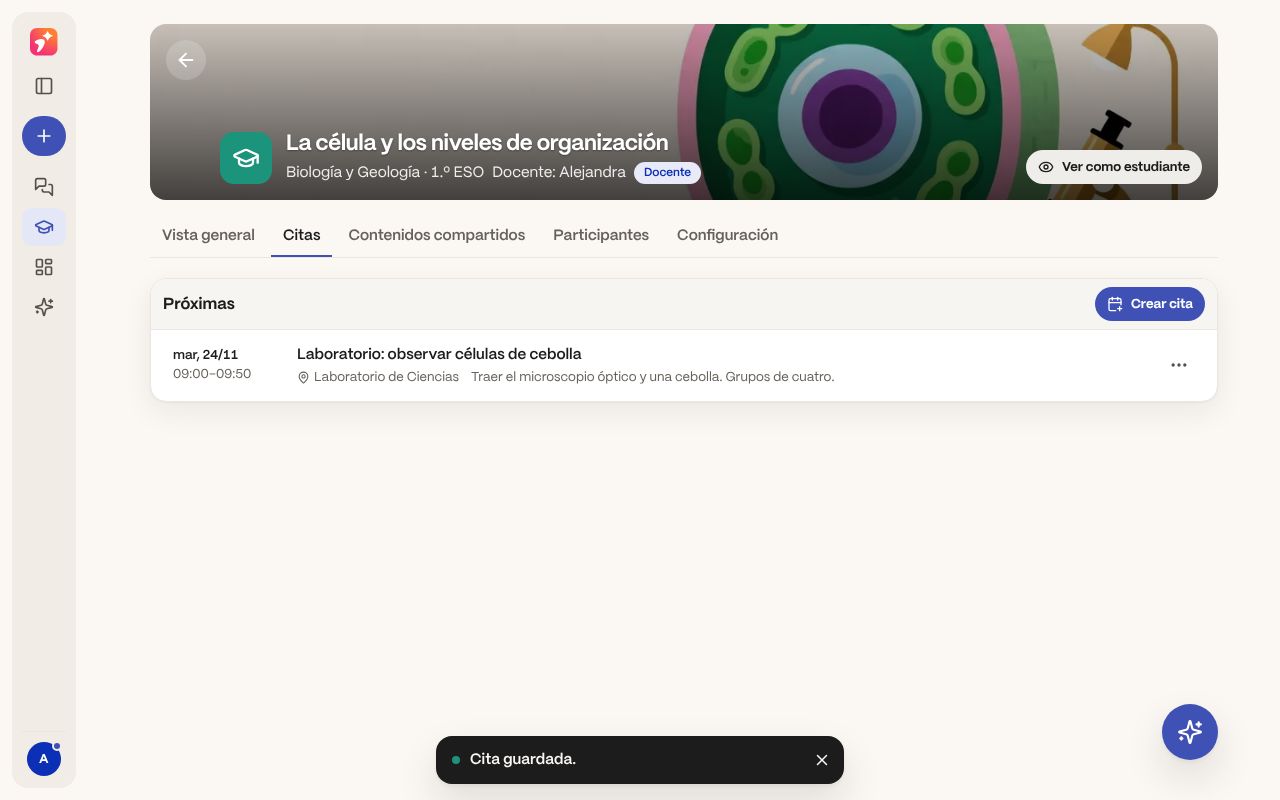 La célula y los niveles de organización
Biología y Geología · 1.º ESO Docente: Alejandra Docente
Ver como estudiante
Vista general Citas Contenidos compartidos Participantes Configuración
Próximas
Crear cita
mar, 24/11
Laboratorio: observar células de cebolla
09:00–09:50
Laboratorio de Ciencias Traer el microscopio óptico y una cebolla. Grupos de cuatro.
Cita guardada.
A